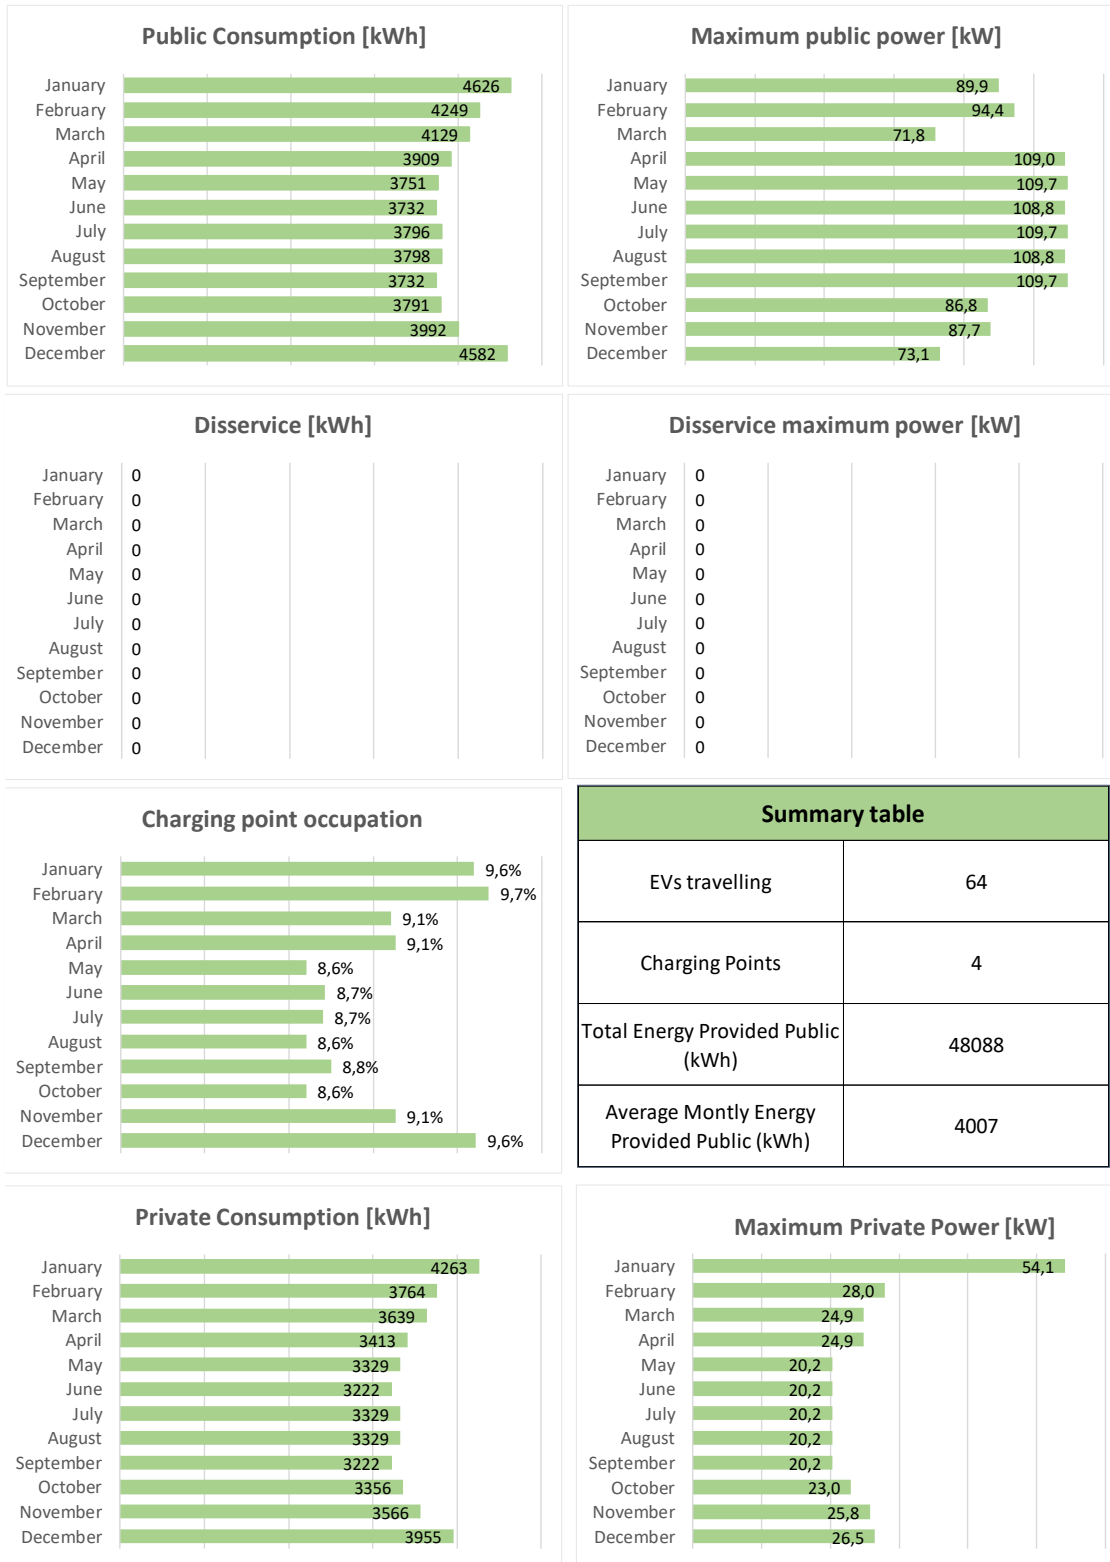 Public Consumption [kWh]
January 4626
February 4249
March 4129
April 3909
May 3751
June 3732
July 3796
August 3798
September 3732
October 3791
November 3992
December 4582
Maximum public power [kW]
January 89,9
February 94,4
March 71,8
April 109,0
May 109,7
June 108,8
July 109,7
August 108,8
September 109,7
October 86,8
November 87,7
December 73,1
Disservice [kWh]
January 0
February 0
March 0
April 0
May 0
June 0
July 0
August 0
September 0
October 0
November 0
December 0
Disservice maximum power [kW]
January 0
February 0
March 0
April 0
May 0
June 0
July 0
August 0
September 0
October 0
November 0
December 0
Charging point occupation
January 9,6%
February 9,7%
March 9,1%
April 9,1%
May 8,6%
June 8,7%
July 8,7%
August 8,6%
September 8,8%
October 8,6%
November 9,1%
December 9,6%
Summary table
EVs travelling 64
Charging Points 4
Total Energy Provided Public
(kWh) 48088
Average Montly Energy
Provided Public (kWh) 4007
Private Consumption [kWh]
January 4263
February 3764
March 3639
April 3413
May 3329
June 3222
July 3329
August 3329
September 3222
October 3356
November 3566
December 3955
Maximum Private Power [kW]
January 54,1
February 28,0
March 24,9
April 24,9
May 20,2
June 20,2
July 20,2
August 20,2
September 20,2
October 23,0
November 25,8
December 26,5